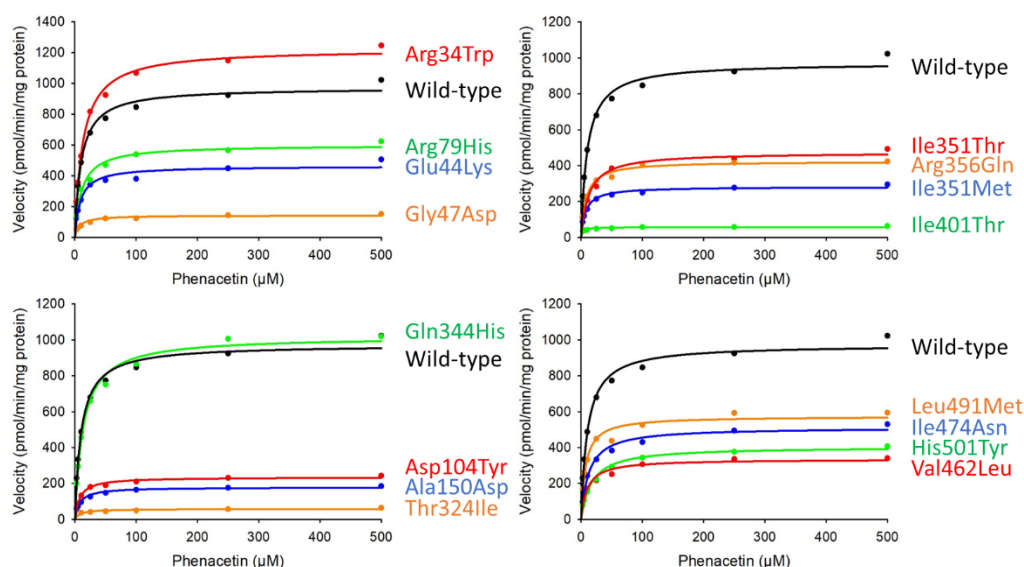 Velocity (pmol/min/mg protein)
1400
1200
1000
800
600
400
200
0
0 100 200 300 400 500
Phenacetin (µM)
Arg34Trp
Wild-type
Arg79His
Glu44Lys
Gly47Asp
Velocity (pmol/min/mg protein)
1200
1000
800
600
400
200
0
0 100 200 300 400 500
Phenacetin (µM)
Wild-type
Ile351Thr
Arg356Gln
Ile351Met
Ile401Thr
Velocity (pmol/min/mg protein)
1200
1000
800
600
400
200
0
0 100 200 300 400 500
Phenacetin (µM)
Gln344His
Wild-type
Asp104Tyr
Ala150Asp
Thr324Ile
Velocity (pmol/min/mg protein)
1200
1000
800
600
400
200
0
0 100 200 300 400 500
Phenacetin (µM)
Wild-type
Leu491Met
Ile474Asn
His501Tyr
Val462Leu